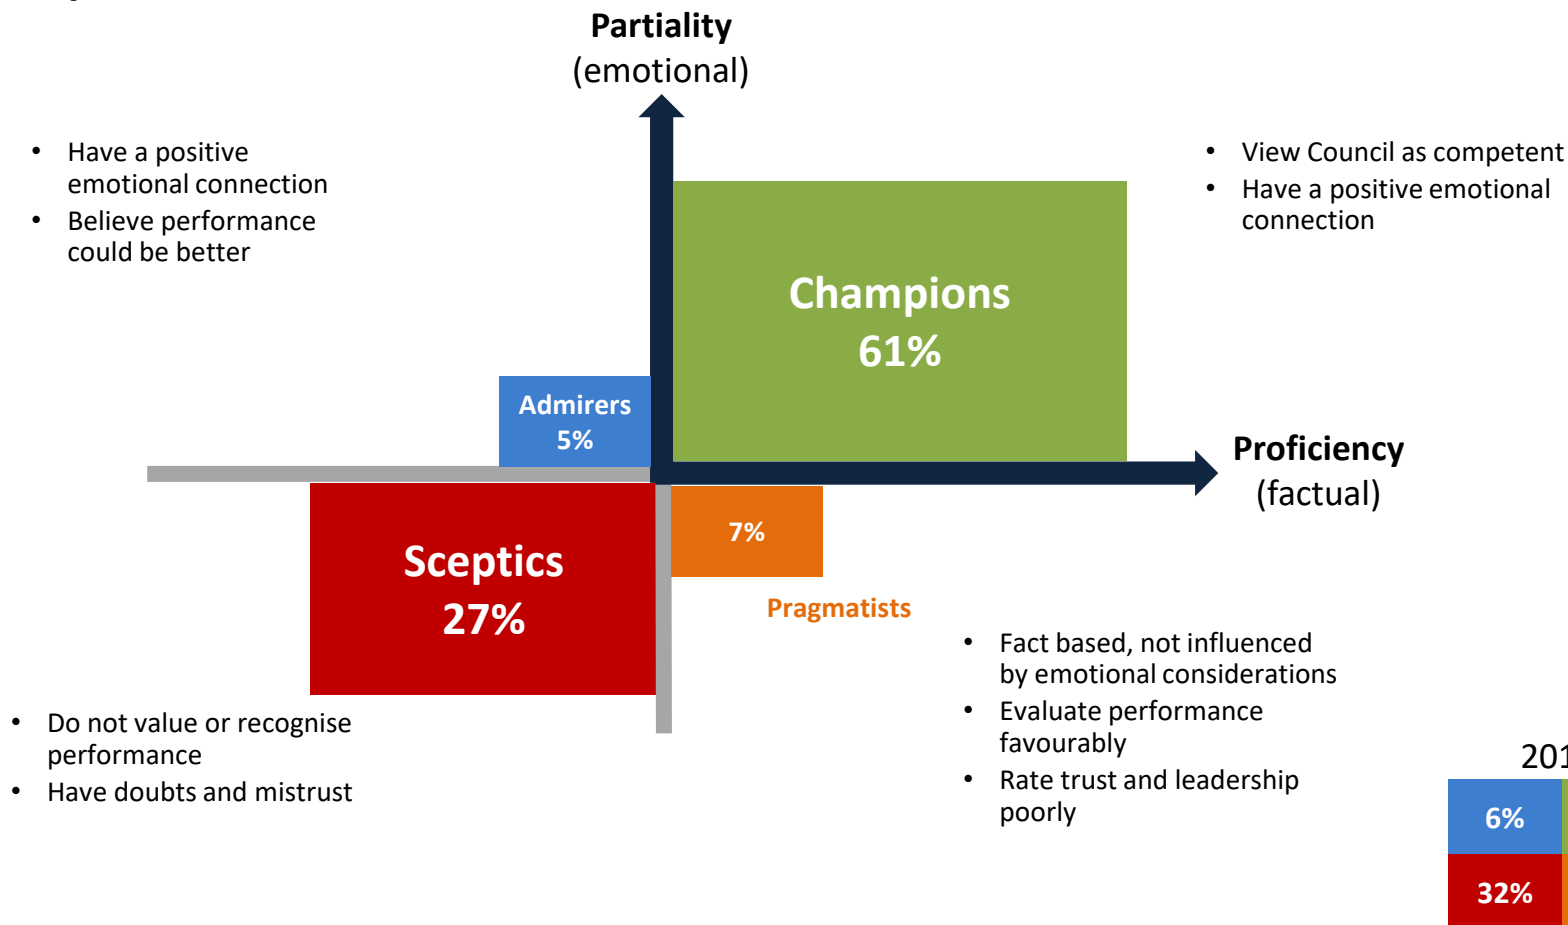 Partiality
(emotional)
• Have a positive
emotional connection
• Believe performance
could be better
• View Council as competent
• Have a positive emotional
connection
Champions
61%
Admirers
5%
Proficiency
(factual)
Sceptics
27%
7%
Pragmatists
• Do not value or recognise
performance
• Have doubts and mistrust
• Fact based, not influenced
by emotional considerations
• Evaluate performance
favourably
• Rate trust and leadership
poorly
6%
32%